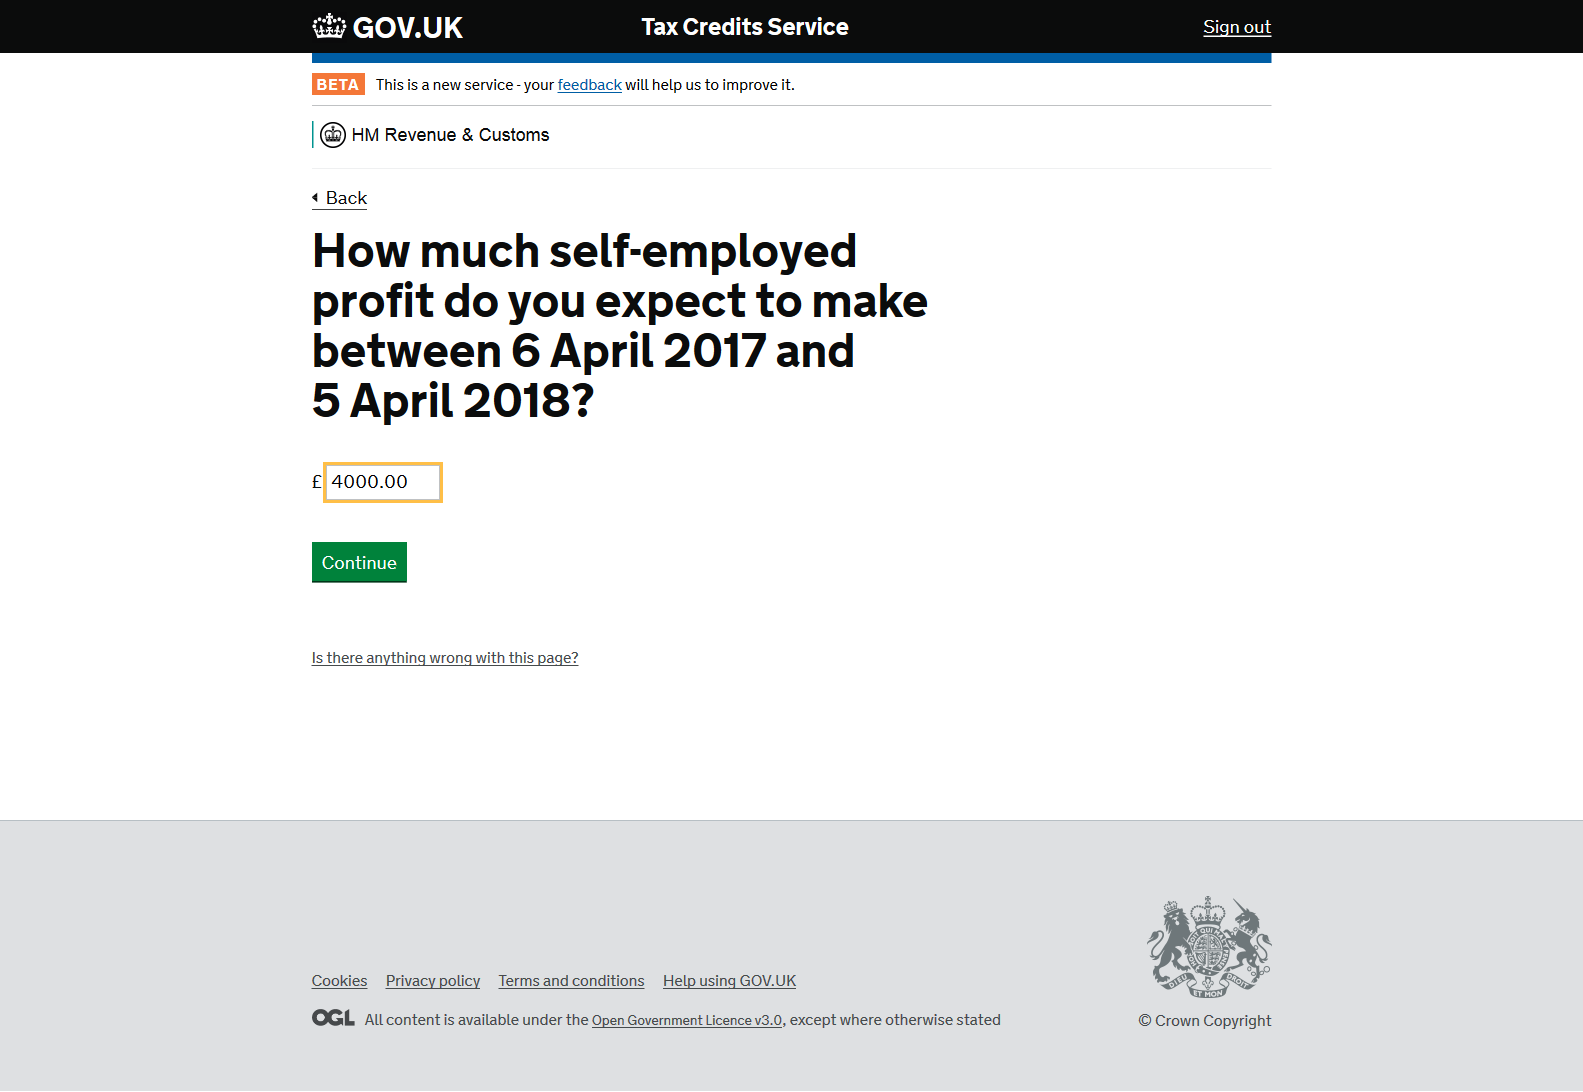 GOV.UK
Tax Credits Service
Sign out
BETA This is a new service - your feedback will help us to improve it.
HM Revenue & Customs
Back
How much self-employed
profit do you expect to make
between 6 April 2017 and
5 April 2018?
£ 4000.00
Continue
Is there anything wrong with this page?
Cookies Privacy policy Terms and conditions Help using GOV.UK
OGL All content is available under the Open Government Licence v3.0, except where otherwise stated
© Crown Copyright